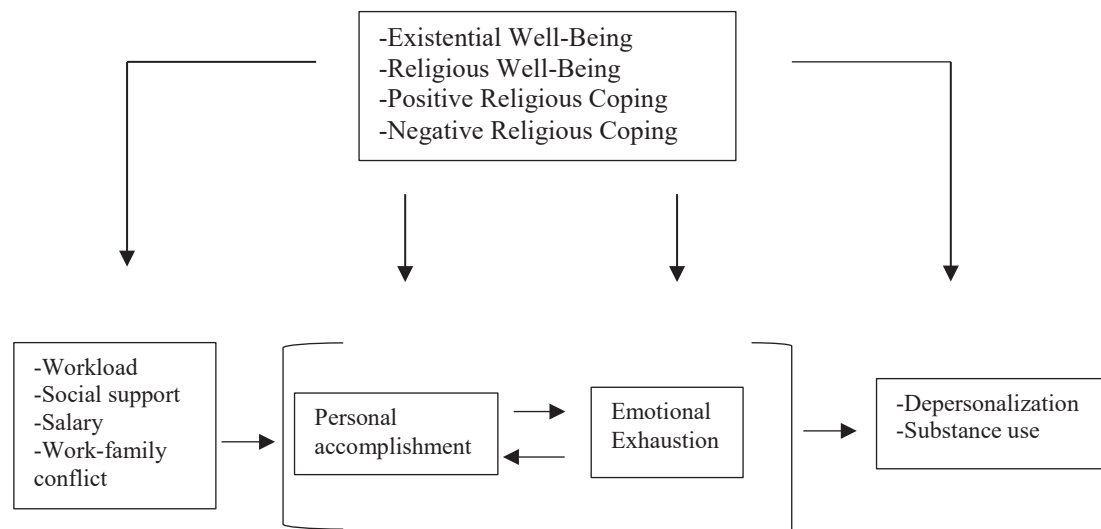 -Existential Well-Being
-Religious Well-Being
-Positive Religious Coping
-Negative Religious Coping
-Workload
-Social support
-Salary
-Work-family
conflict
Personal
accomplishment
Emotional
Exhaustion
-Depersonalization
-Substance use